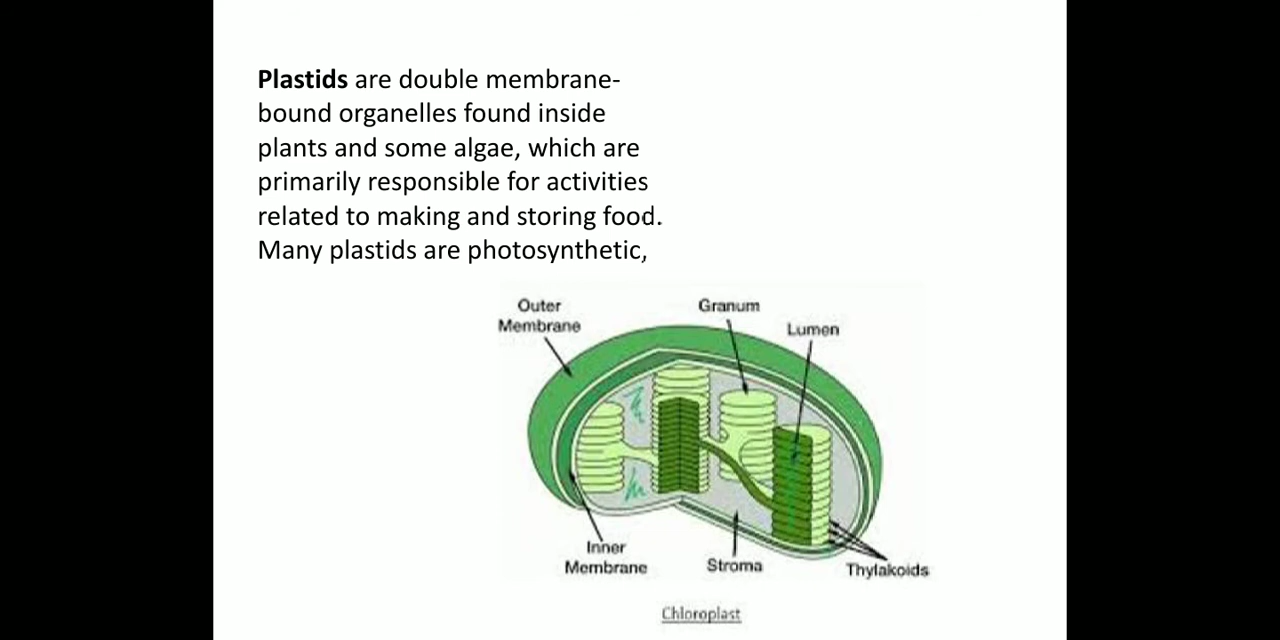 Plastids are double membrane-
bound organelles found inside
plants and some algae, which are
primarily responsible for activities
related to making and storing food.
Many plastids are photosynthetic,
Outer
Membrane
Granum
Lumen
Inner
Membrane
Stroma
Thylakoids
Chloroplast